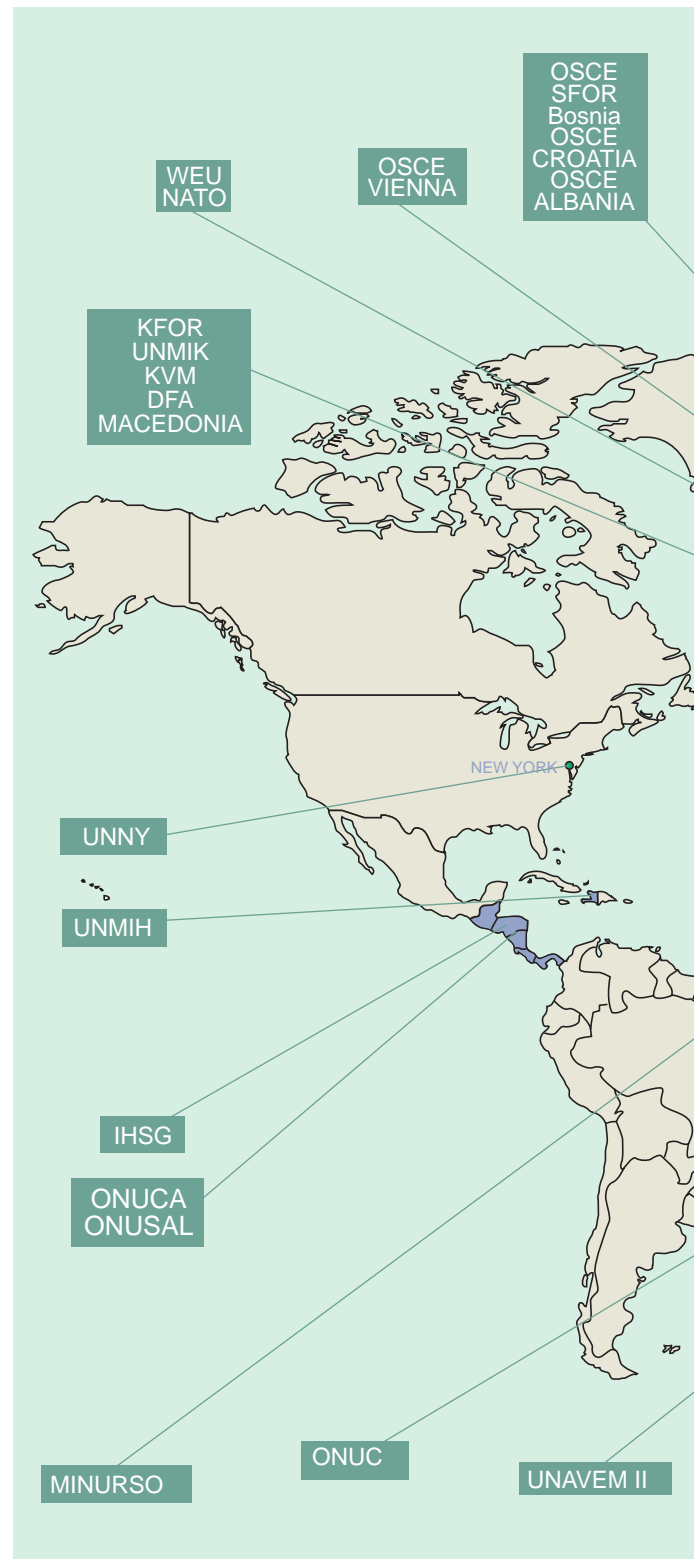 OSCE
SFOR
Bosnia
OSCE
CROATIA
OSCE
ALBANIA
WEU
NATO
OSCE
VIENNA
KFOR
UNMIK
KVM
DFA
MACEDONIA
NEW YORK
UNNY
UNMIH
IHSG
ONUCA
ONUSAL
ONUC
MINURSO
UNAVEM II